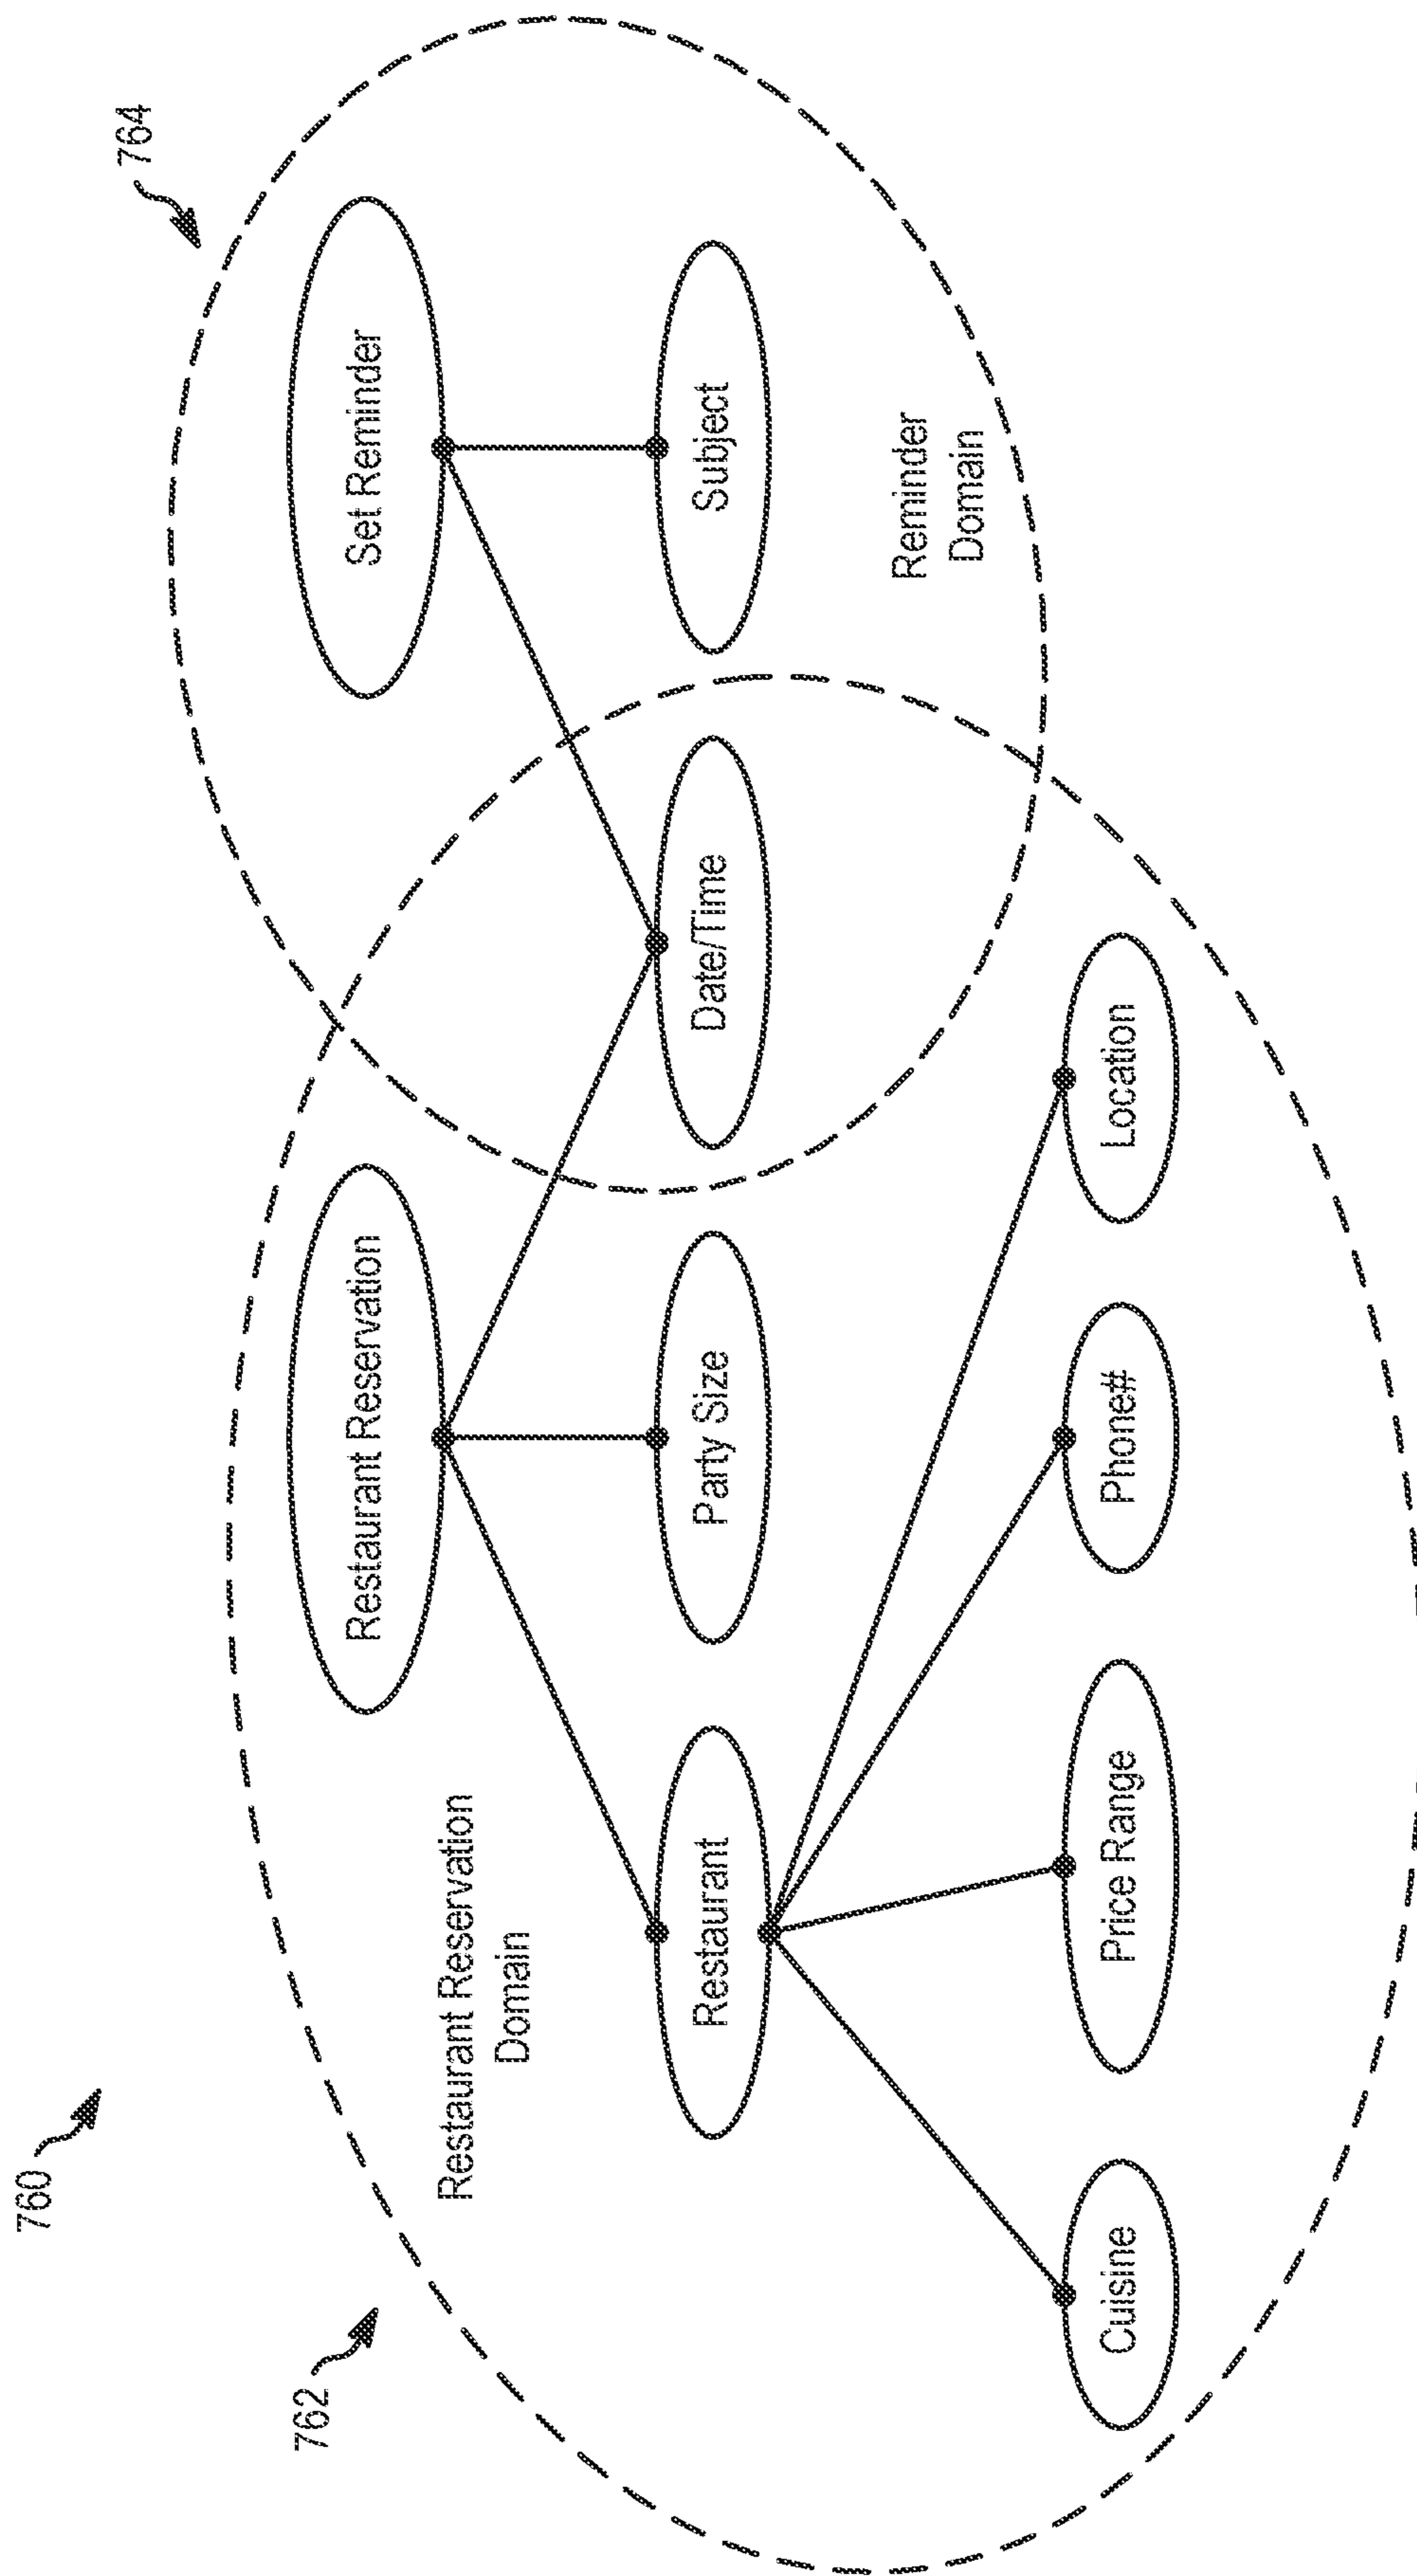 760
762
764
Restaurant Reservation
Set Reminder
Restaurant Reservation
Domain
Restaurant
Party Size
Date/Time
Subject
Reminder
Domain
Cuisine
Price Range
Phone#
Location